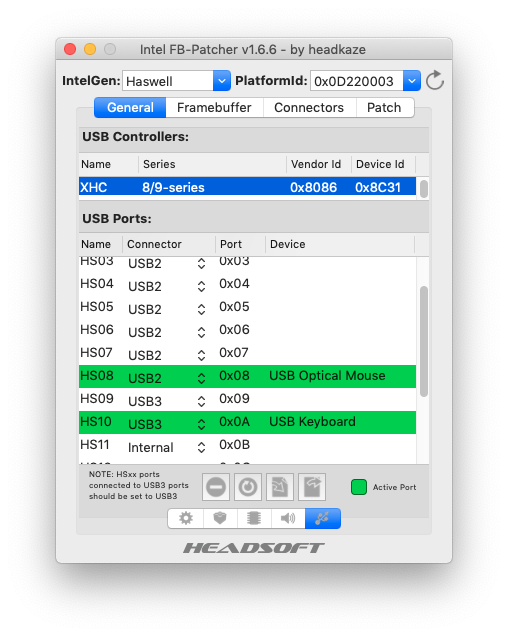 Intel FB-Patcher v1.6.6 - by headkaze
IntelGen: Haswell PlatformId: 0x0D220003
General Framebuffer Connectors Patch
USB Controllers:
Name Series Vendor Id Device Id
XHC 8/9-series 0x8086 0x8C31
USB Ports:
Name Connector Port Device
HS03 USB2 0x03
HS04 USB2 0x04
HS05 USB2 0x05
HS06 USB2 0x06
HS07 USB2 0x07
HS08 USB2 0x08 USB Optical Mouse
HS09 USB3 0x09
HS10 USB3 0x0A USB Keyboard
HS11 Internal 0x0B
NOTE: HSxx ports
connected to USB3 ports
should be set to USB3
Active Port
HEADSOFT